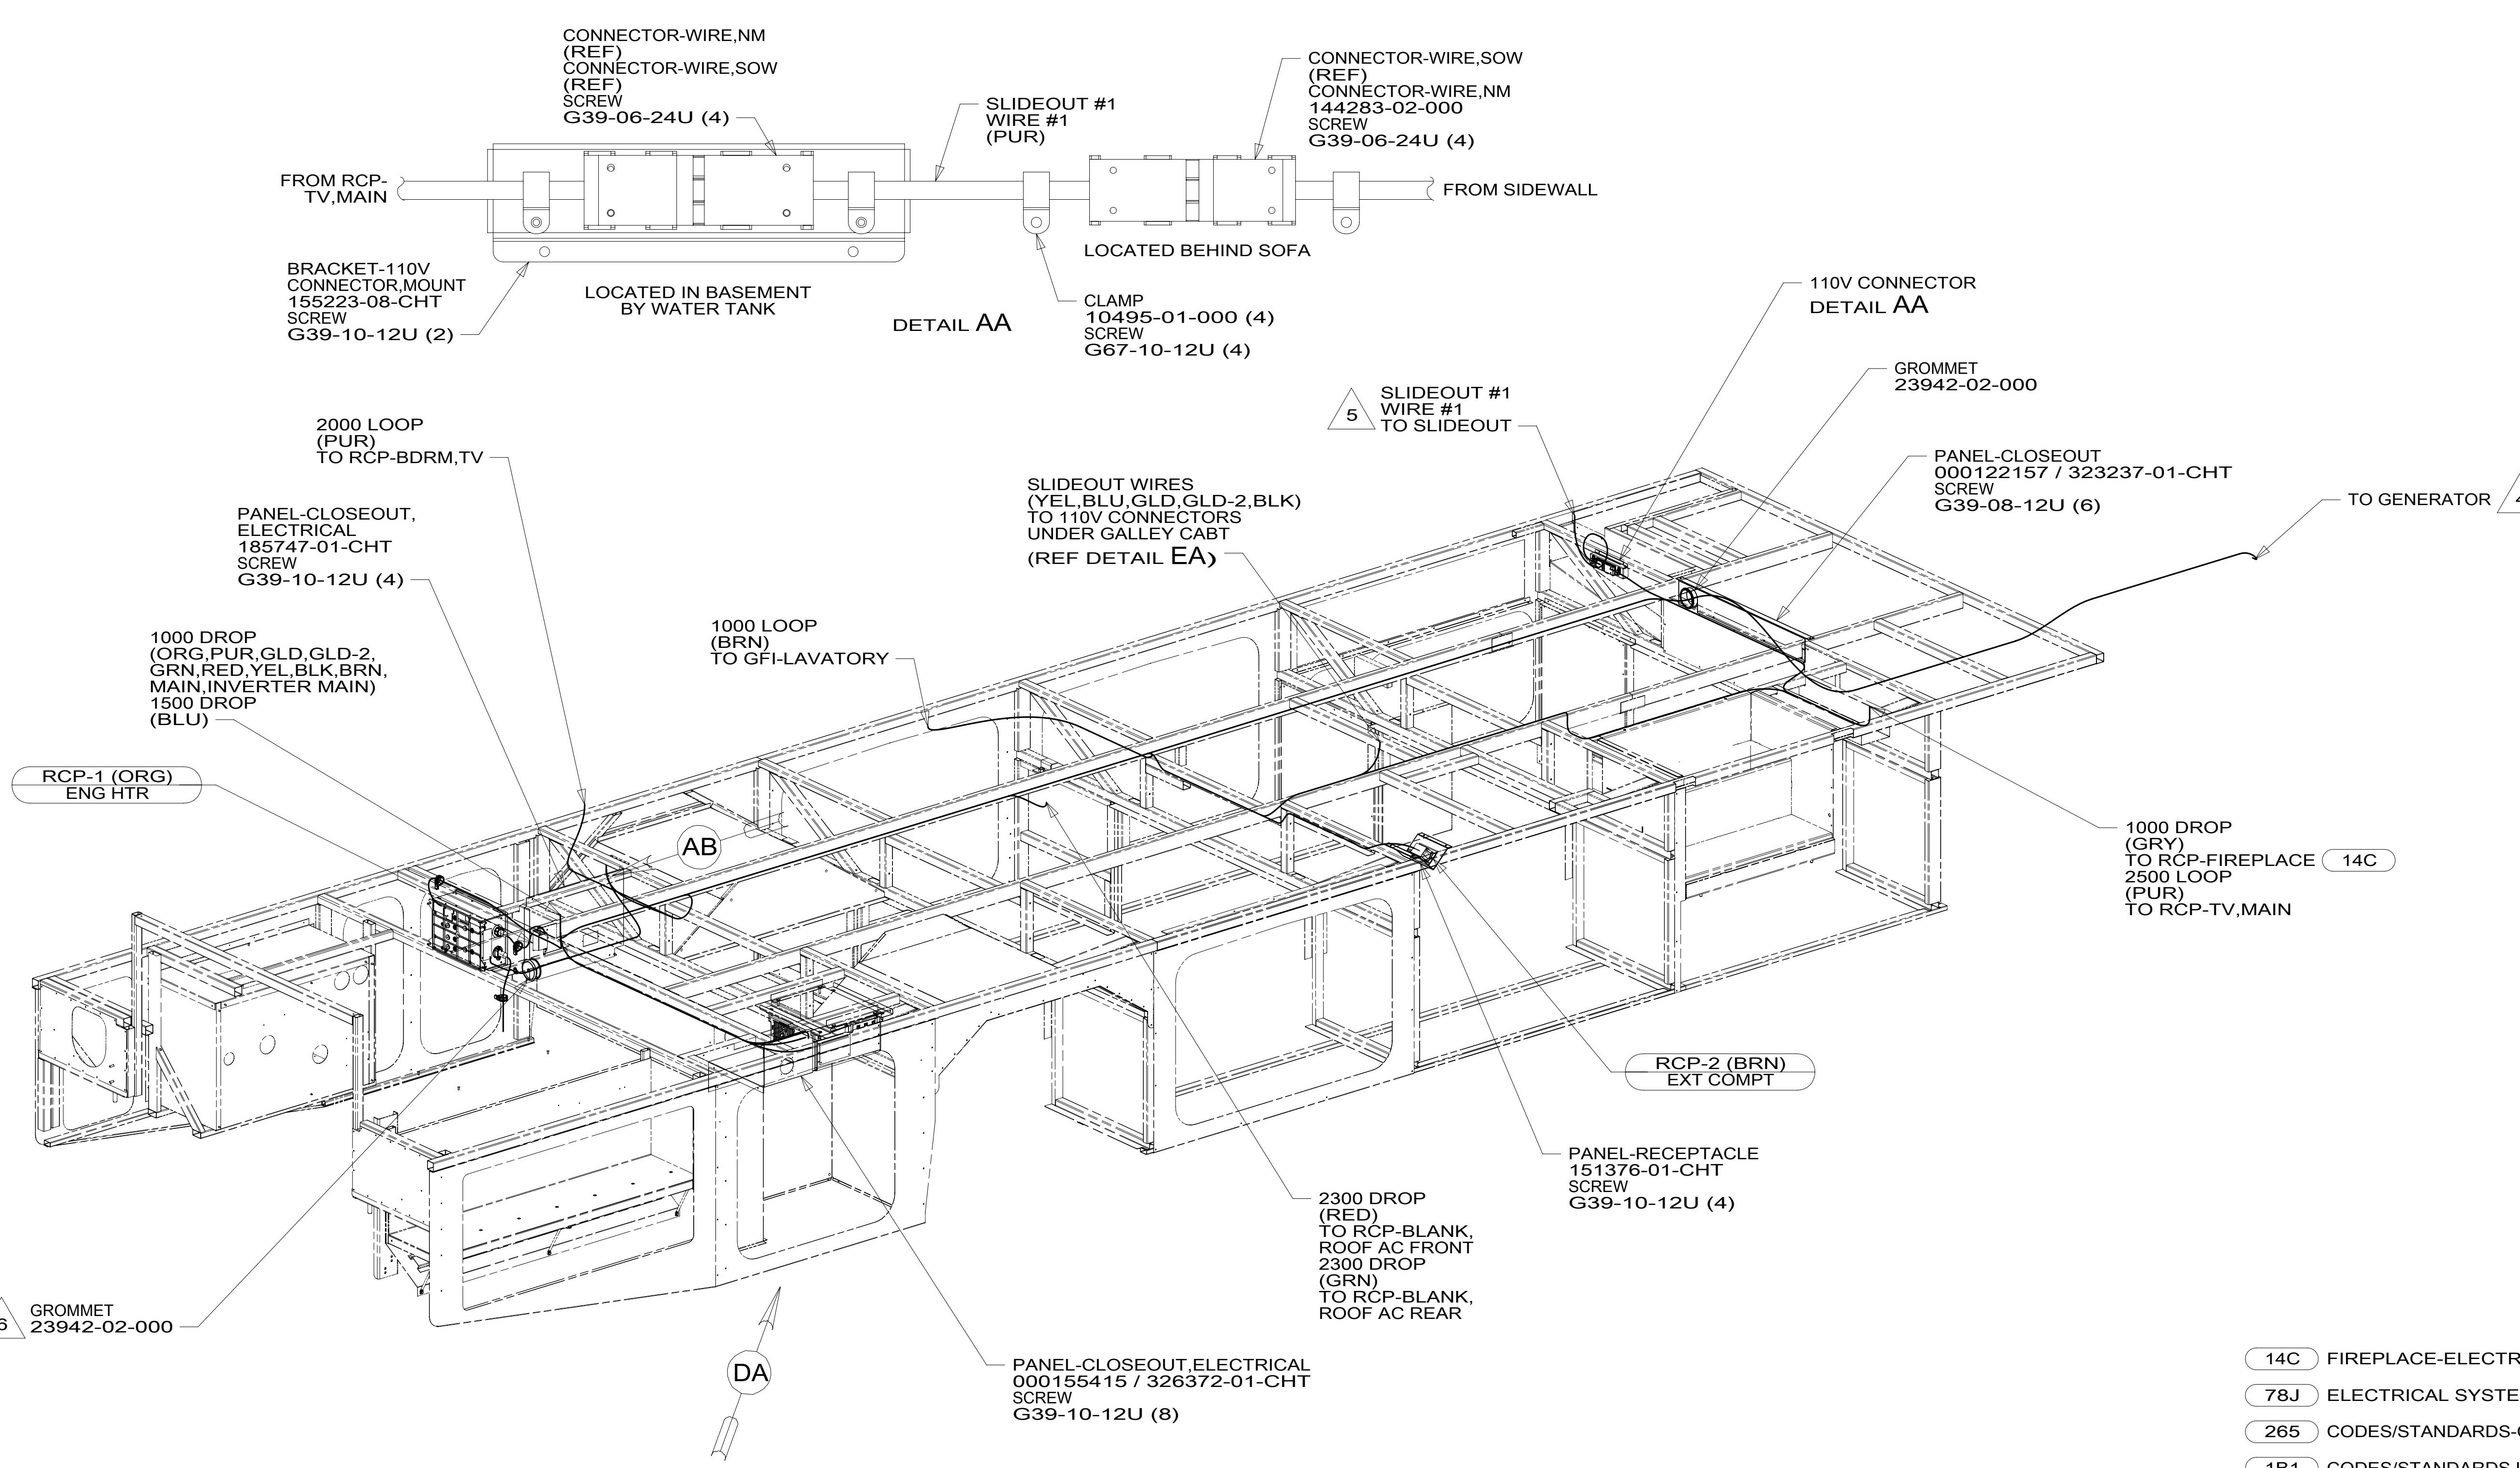 CONNECTOR-WIRE,NM
(REF)
CONNECTOR-WIRE,SOW
(REF)
SCREW
G39-06-24U (4)
SLIDEOUT #1
WIRE #1
(PUR)
CONNECTOR-WIRE,SOW
(REF)
CONNECTOR-WIRE,NM
144283-02-000
SCREW
G39-06-24U (4)
FROM RCP-
TV,MAIN
FROM SIDEWALL
LOCATED BEHIND SOFA
BRACKET-110V
CONNECTOR,MOUNT
155223-08-CHT
SCREW
G39-10-12U (2)
LOCATED IN BASEMENT
BY WATER TANK
DETAIL AA
CLAMP
10495-01-000 (4)
SCREW
G67-10-12U (4)
110V CONNECTOR
DETAIL AA
GROMMET
23942-02-000
5
SLIDEOUT #1
WIRE #1
TO SLIDEOUT
2000 LOOP
(PUR)
TO RCP-BDRM,TV
PANEL-CLOSEOUT
000122157 / 323237-01-CHT
SCREW
G39-08-12U (6)
TO GENERATOR
4
SLIDEOUT WIRES
(YEL,BLU,GLD,GLD-2,BLK)
TO 110V CONNECTORS
UNDER GALLEY CABT
(REF DETAIL EA)
PANEL-CLOSEOUT,
ELECTRICAL
185747-01-CHT
SCREW
G39-10-12U (4)
1000 LOOP
(BRN)
TO GFI-LAVATORY
1000 DROP
(ORG,PUR,GLD,GLD-2,
GRN,RED,YEL,BLK,BRN,
MAIN,INVERTER MAIN)
1500 DROP
(BLU)
RCP-1 (ORG)
ENG HTR
AB
1000 DROP
(GRY)
TO RCP-FIREPLACE 14C
2500 LOOP
(PUR)
TO RCP-TV,MAIN
RCP-2 (BRN)
EXT COMPT
PANEL-RECEPTACLE
151376-01-CHT
SCREW
G39-10-12U (4)
2300 DROP
(RED)
TO RCP-BLANK,
ROOF AC FRONT
2300 DROP
(GRN)
TO RCP-BLANK,
ROOF AC REAR
6
GROMMET
23942-02-000
DA
PANEL-CLOSEOUT,ELECTRICAL
000155415 / 326372-01-CHT
SCREW
G39-10-12U (8)
14C FIREPLACE-ELECTR
78J ELECTRICAL SYSTE
265 CODES/STANDARDS-
1B1 CODES/STANDARDS